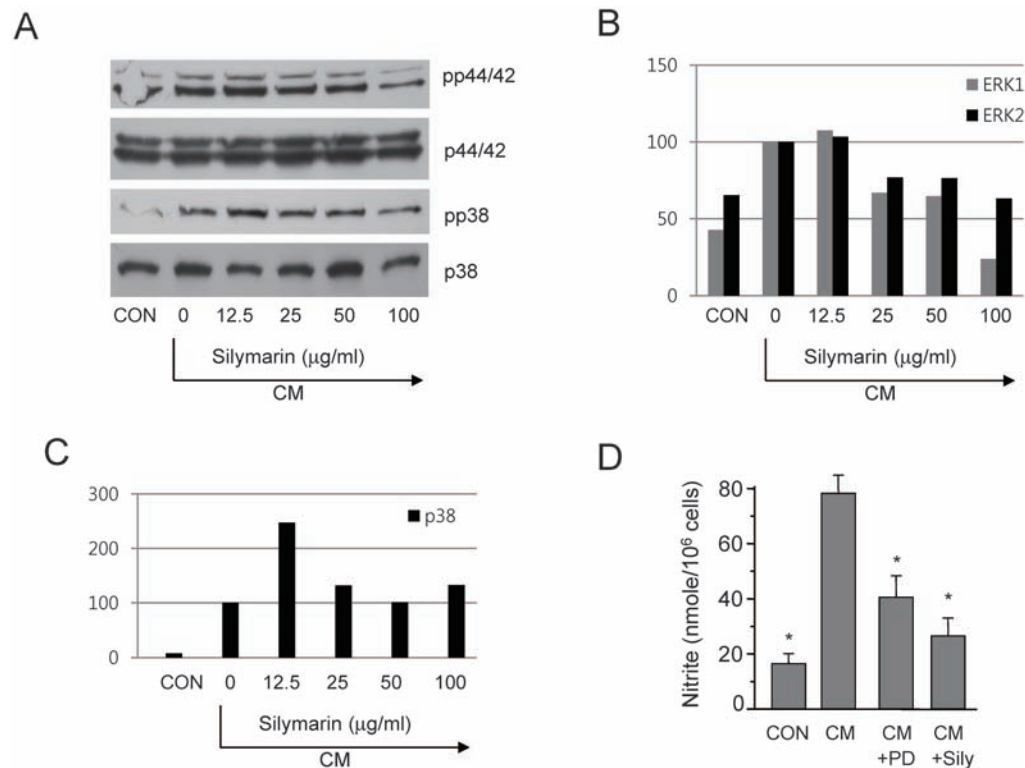 A
pp44/42
p44/42
pp38
p38
CON 0 12.5 25 50 100
Silymarin (μg/ml)
CM
B
150
100
50
0
ERK1
ERK2
CON 0 12.5 25 50 100
Silymarin (μg/ml)
CM
C
300
200
100
0
p38
CON 0 12.5 25 50 100
Silymarin (μg/ml)
CM
D
Nitrite (nmole/10⁶ cells)
80
60
40
20
0
*
*
*
CON CM CM CM
+PD +Sily